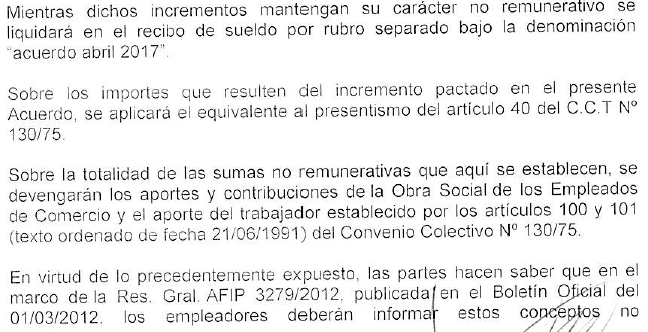 Mientras dichos incrementos mantengan su carácter no remunerativo se
liquidará en el recibo de sueldo por rubro separado bajo la denominación
"acuerdo abril 2017".
Sobre los importes que resulten del incremento pactado en el presente
Acuerdo, se aplicará el equivalente al presentismo del artículo 40 del C.C.T Nº
130/75.
Sobre la totalidad de las sumas no remunerativas que aquí se establecen, se
devengarán los aportes y contribuciones de la Obra Social de los Empleados
de Comercio y el aporte del trabajador establecido por los artículos 100 y 101
(texto ordenado de fecha 21/06/1991) del Convenio Colectivo Nº 130/75.
En virtud de lo precedentemente expuesto, las partes hacen saber que en el
marco de la Res. Gral. AFIP 3279/2012, publicada en el Boletín Oficial del
01/03/2012, los empleadores deberán informar estos conceptos no